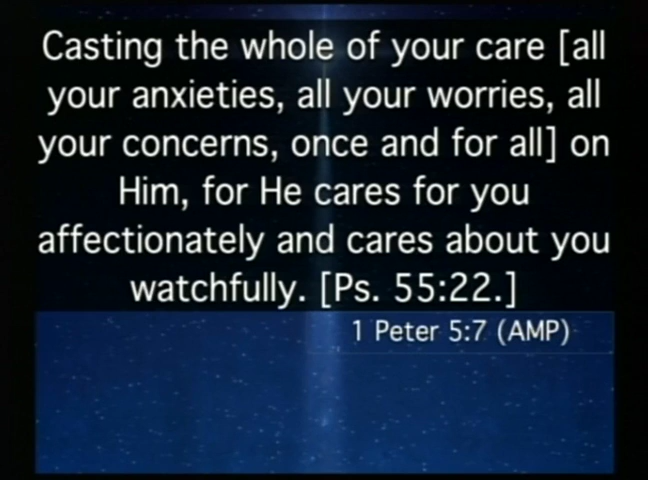 Casting the whole of your care [all
your anxieties, all your worries, all
your concerns, once and for all] on
Him, for He cares for you
affectionately and cares about you
watchfully. [Ps. 55:22.]
1 Peter 5:7 (AMP)